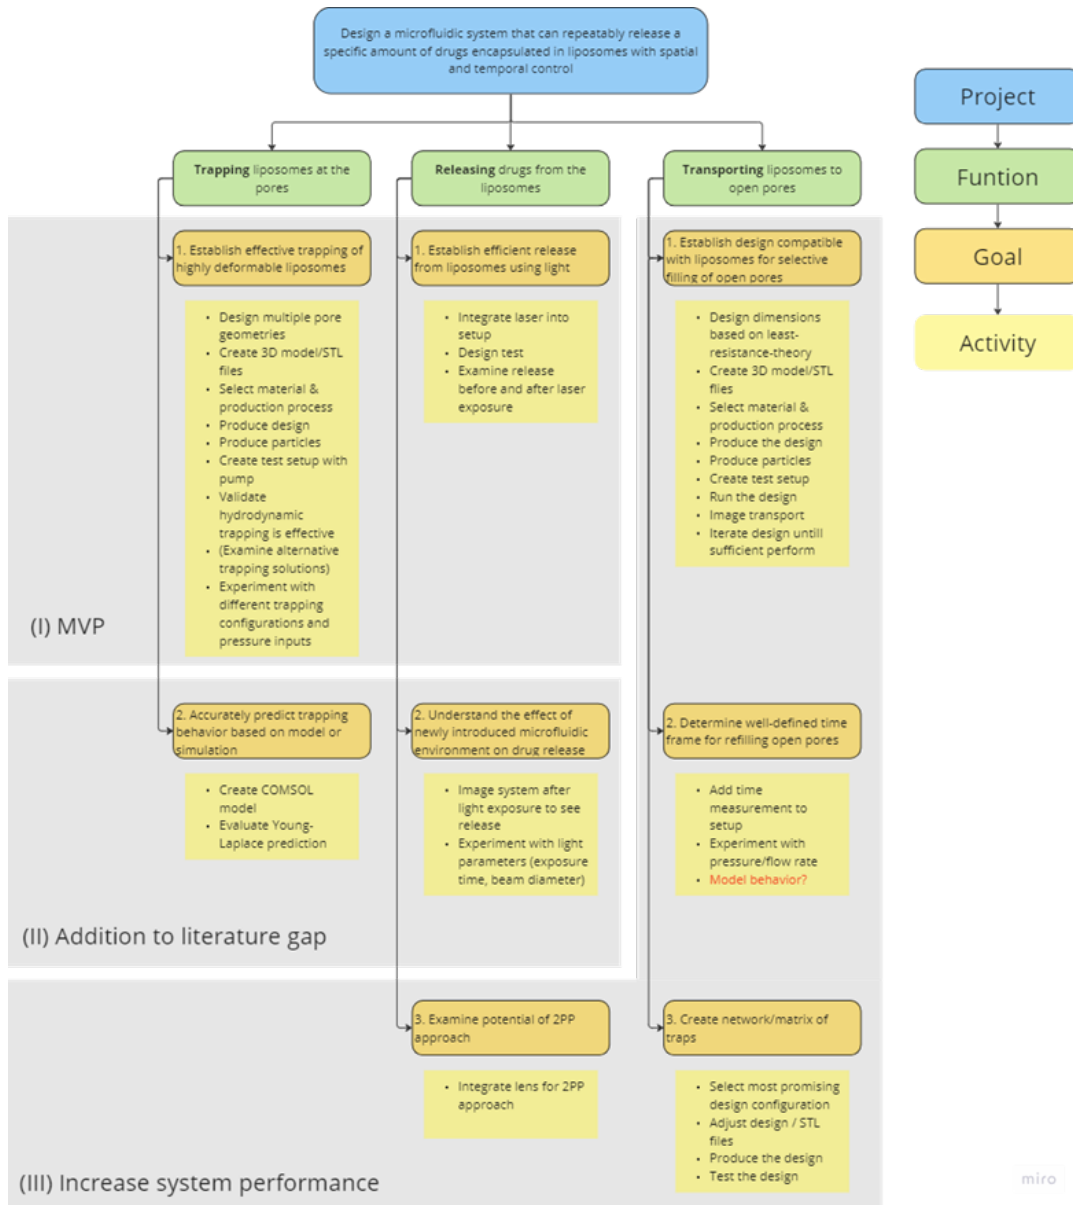 Design a microfluidic system that can repeatably release a
specific amount of drugs encapsulated in liposomes with spatial
and temporal control
Project
Funtion
Goal
Activity
Trapping liposomes at the
pores
Releasing drugs from the
liposomes
Transporting liposomes to
open pores
1. Establish effective trapping of
highly deformable liposomes
1. Establish efficient release
from liposomes using light
1. Establish design compatible
with liposomes for selective
filling of open pores
• Design multiple pore
geometries
• Create 3D model/STL
files
• Select material &
production process
• Produce design
• Produce particles
• Create test setup with
pump
• Validate
hydrodynamic
trapping is effective
• (Examine alternative
trapping solutions)
• Experiment with
different trapping
configurations and
pressure inputs
• Integrate laser into
setup
• Design test
• Examine release
before and after laser
exposure
• Design dimensions
based on least-
resistance-theory
• Create 3D model/STL
flies
• Select material &
production process
• Produce the design
• Produce particles
• Create test setup
• Run the design
• Image transport
• Iterate design untill
sufficient perform
(I) MVP
2. Accurately predict trapping
behavior based on model or
simulation
2. Understand the effect of
newly introduced microfluidic
environment on drug release
2. Determine well-defined time
frame for refilling open pores
• Create COMSOL
model
• Evaluate Young-
Laplace prediction
• Image system after
light exposure to see
release
• Experiment with light
parameters (exposure
time, beam diameter)
• Add time
measurement to
setup
• Experiment with
pressure/flow rate
• Model behavior?
(II) Addition to literature gap
3. Examine potential of 2PP
approach
3. Create network/matrix of
traps
• Integrate lens for 2PP
approach
• Select most promising
design configuration
• Adjust design / STL
files
• Produce the design
• Test the design
(III) Increase system performance
miro